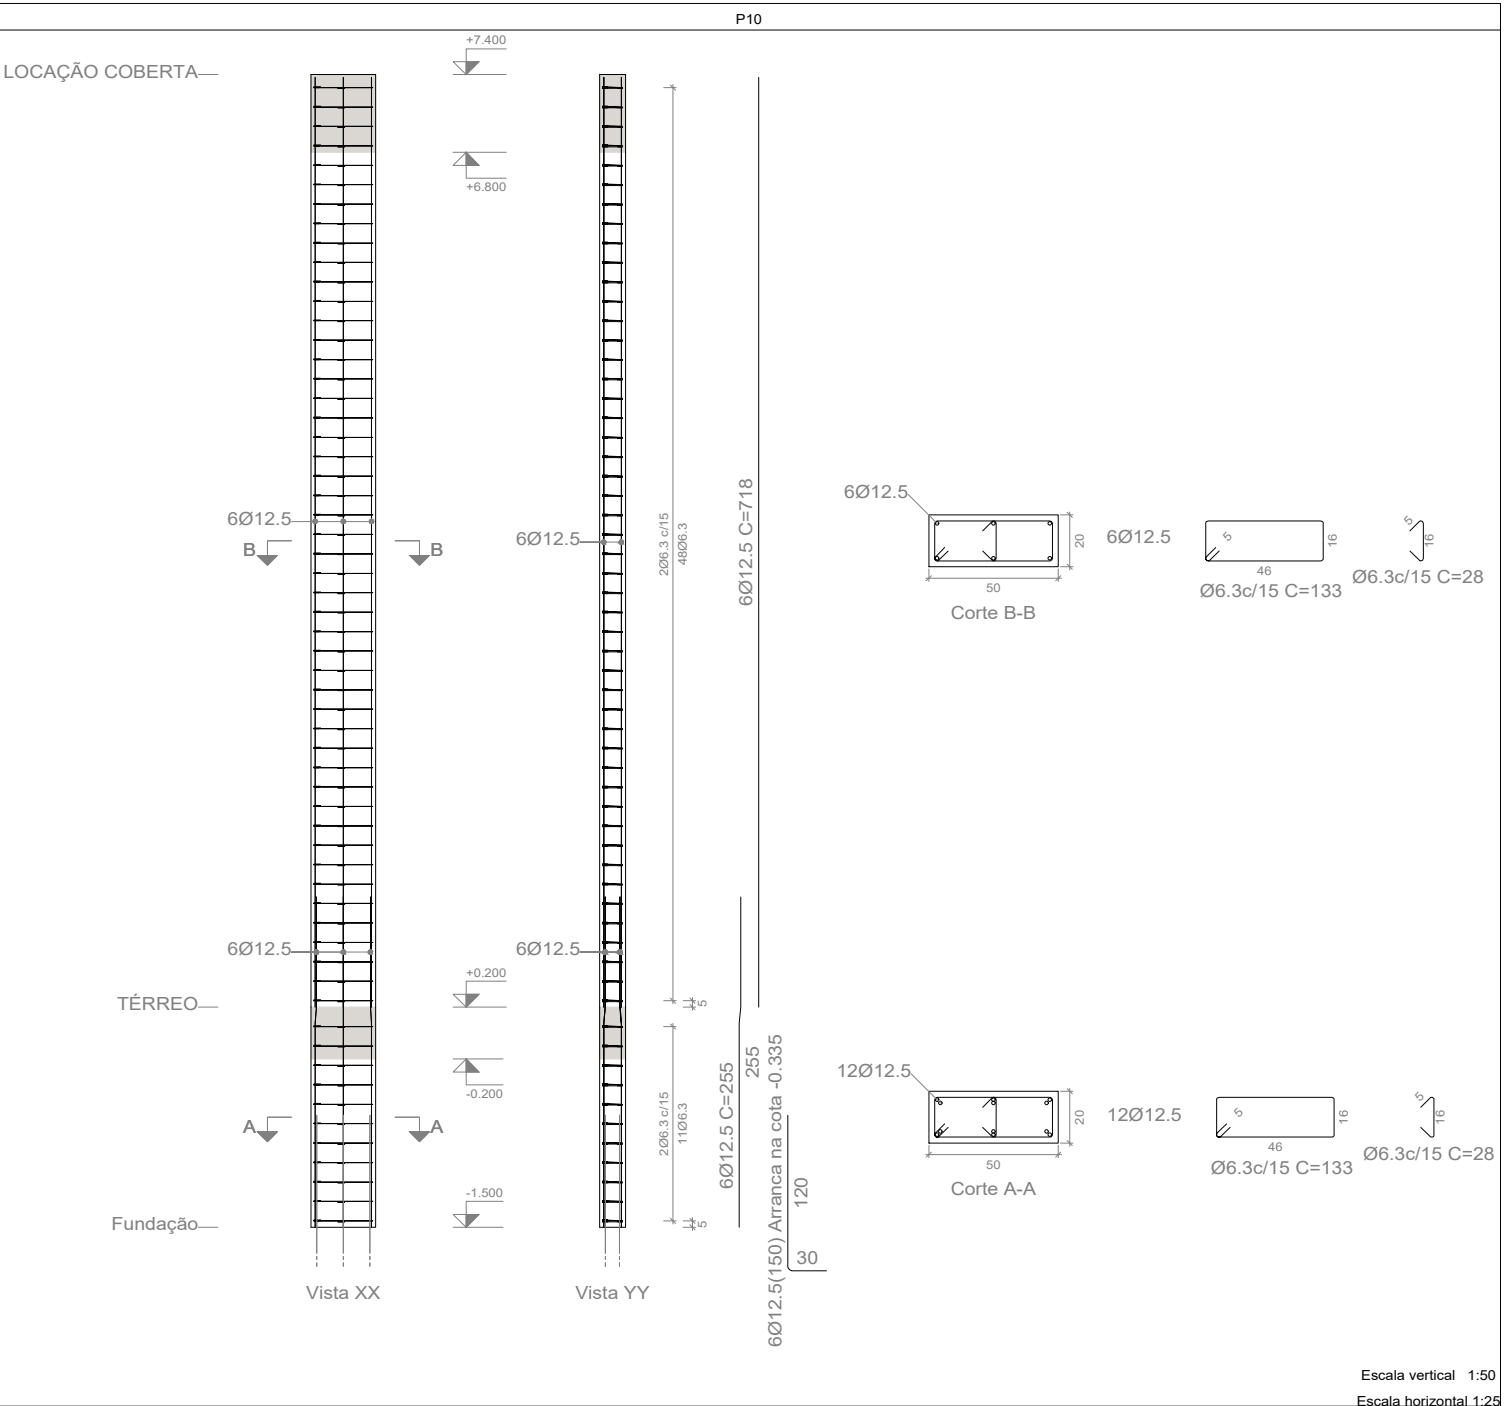 P10
LOCAÇÃO COBERTA
+7.400
+6.800
6Ø12.5
B
B
6Ø12.5
2Ø6.3 c/15
48Ø6.3
6Ø12.5 C=718
6Ø12.5
20
50
Corte B-B
6Ø12.5
5
16
46
Ø6.3c/15 C=133
5
16
Ø6.3c/15 C=28
6Ø12.5
6Ø12.5
TÉRREO
+0.200
5
-0.200
A
A
2Ø6.3 c/15
11Ø6.3
6Ø12.5 C=255
255
6Ø12.5(150) Arranca na cota -0.335
120
30
12Ø12.5
20
50
Corte A-A
12Ø12.5
5
16
46
Ø6.3c/15 C=133
5
16
Ø6.3c/15 C=28
Fundação
-1.500
5
Vista XX
Vista YY
Escala vertical 1:50
Escala horizontal 1:25